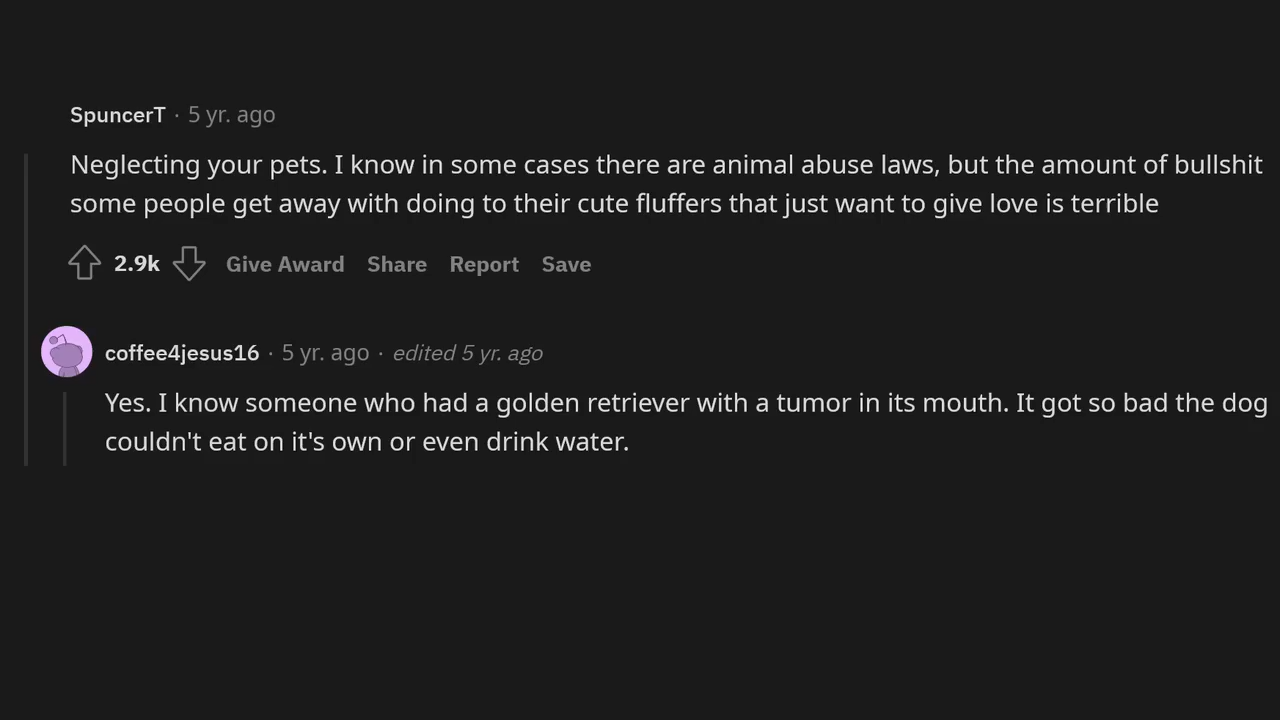 SpuncerT · 5 yr. ago
Neglecting your pets. I know in some cases there are animal abuse laws, but the amount of bullshit
some people get away with doing to their cute fluffers that just want to give love is terrible
2.9k Give Award Share Report Save
coffee4jesus16 · 5 yr. ago · edited 5 yr. ago
Yes. I know someone who had a golden retriever with a tumor in its mouth. It got so bad the dog
couldn't eat on it's own or even drink water.